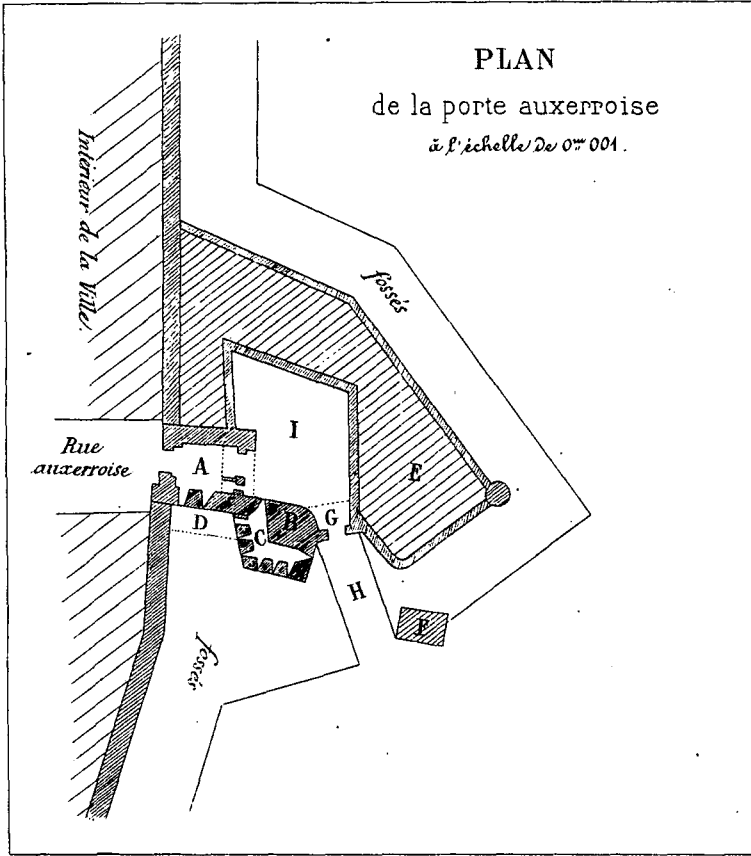 PLAN
de la porte auxerroise
à l'échelle de 0m 001.
Intérieur de la Ville.
fossés
Rue
auxerroise
A
I
E
D
C
B
G
H
F
fossés